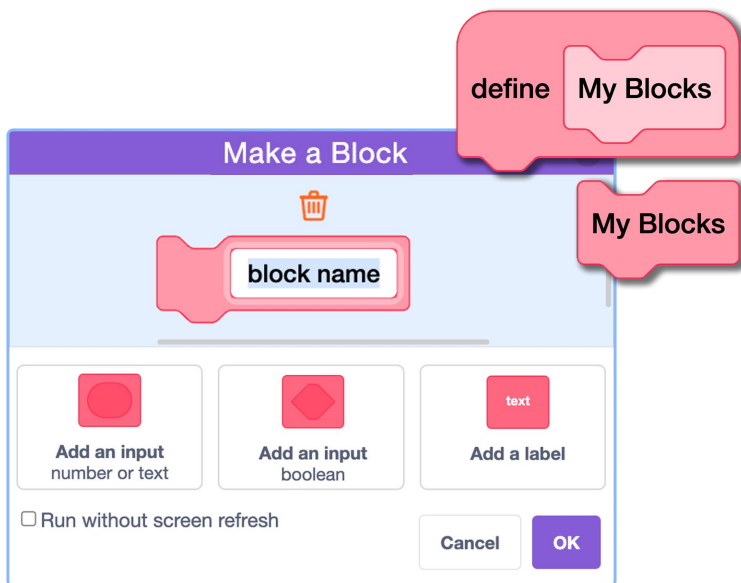 define My Blocks
Make a Block
My Blocks
block name
text
Add an input
number or text
Add an input
boolean
Add a label
Run without screen refresh
Cancel
OK